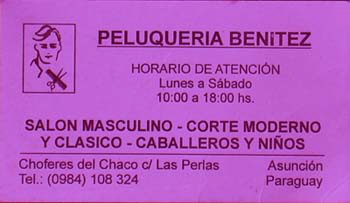 PELUQUERIA BENiTEZ
HORARIO DE ATENCIÓN
Lunes a Sábado
10:00 a 18:00 hs.
SALON MASCULINO - CORTE MODERNO
Y CLASICO - CABALLEROS Y NIÑOS
Choferes del Chaco c/ Las Perlas Asunción
Tel.: (0984) 108 324 Paraguay